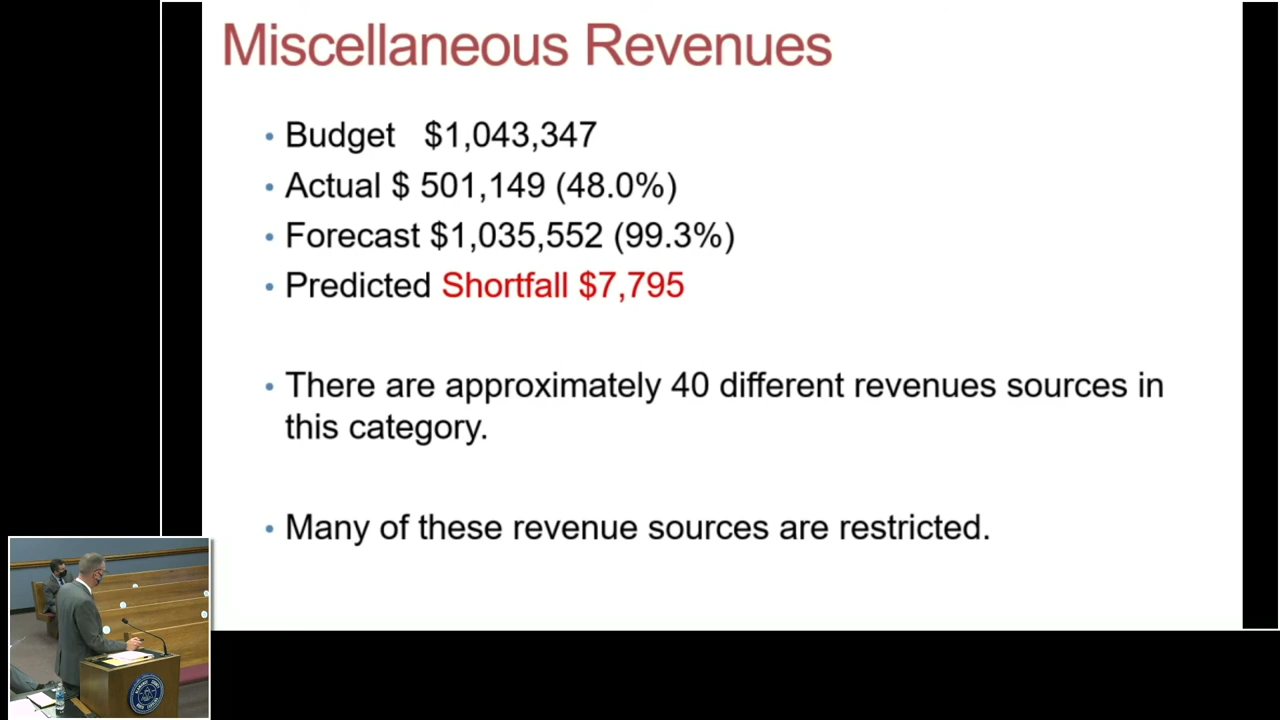 Miscellaneous Revenues
• Budget $1,043,347
• Actual $ 501,149 (48.0%)
• Forecast $1,035,552 (99.3%)
• Predicted Shortfall $7,795
• There are approximately 40 different revenues sources in
this category.
• Many of these revenue sources are restricted.